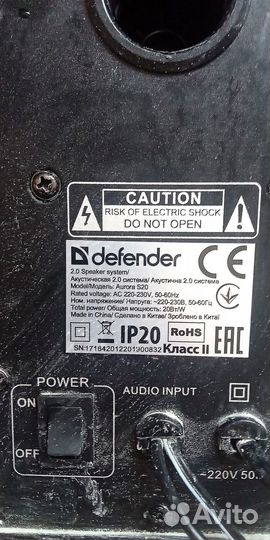 CAUTION
RISK OF ELECTRIC SHOCK
DO NOT OPEN
defender CE
2.0 Speaker system/
Акустическая 2.0 система/ Акустична 2.0 система
Model/Модель: Aurora S20
Rated voltage: AC 220-230V, 50-60Hz
Ном. напряжение/ Напруга: ~220-230В, 50-60Гц
Total power/ Общая мощность: 20Вт/W
Made in China/ Сделано в Китае/ Зроблено в Китаї
IP20 RoHS EAC
SN:17164201220
Класс II
POWER
ON
OFF
AUDIO INPUT
~220V 50
Avito